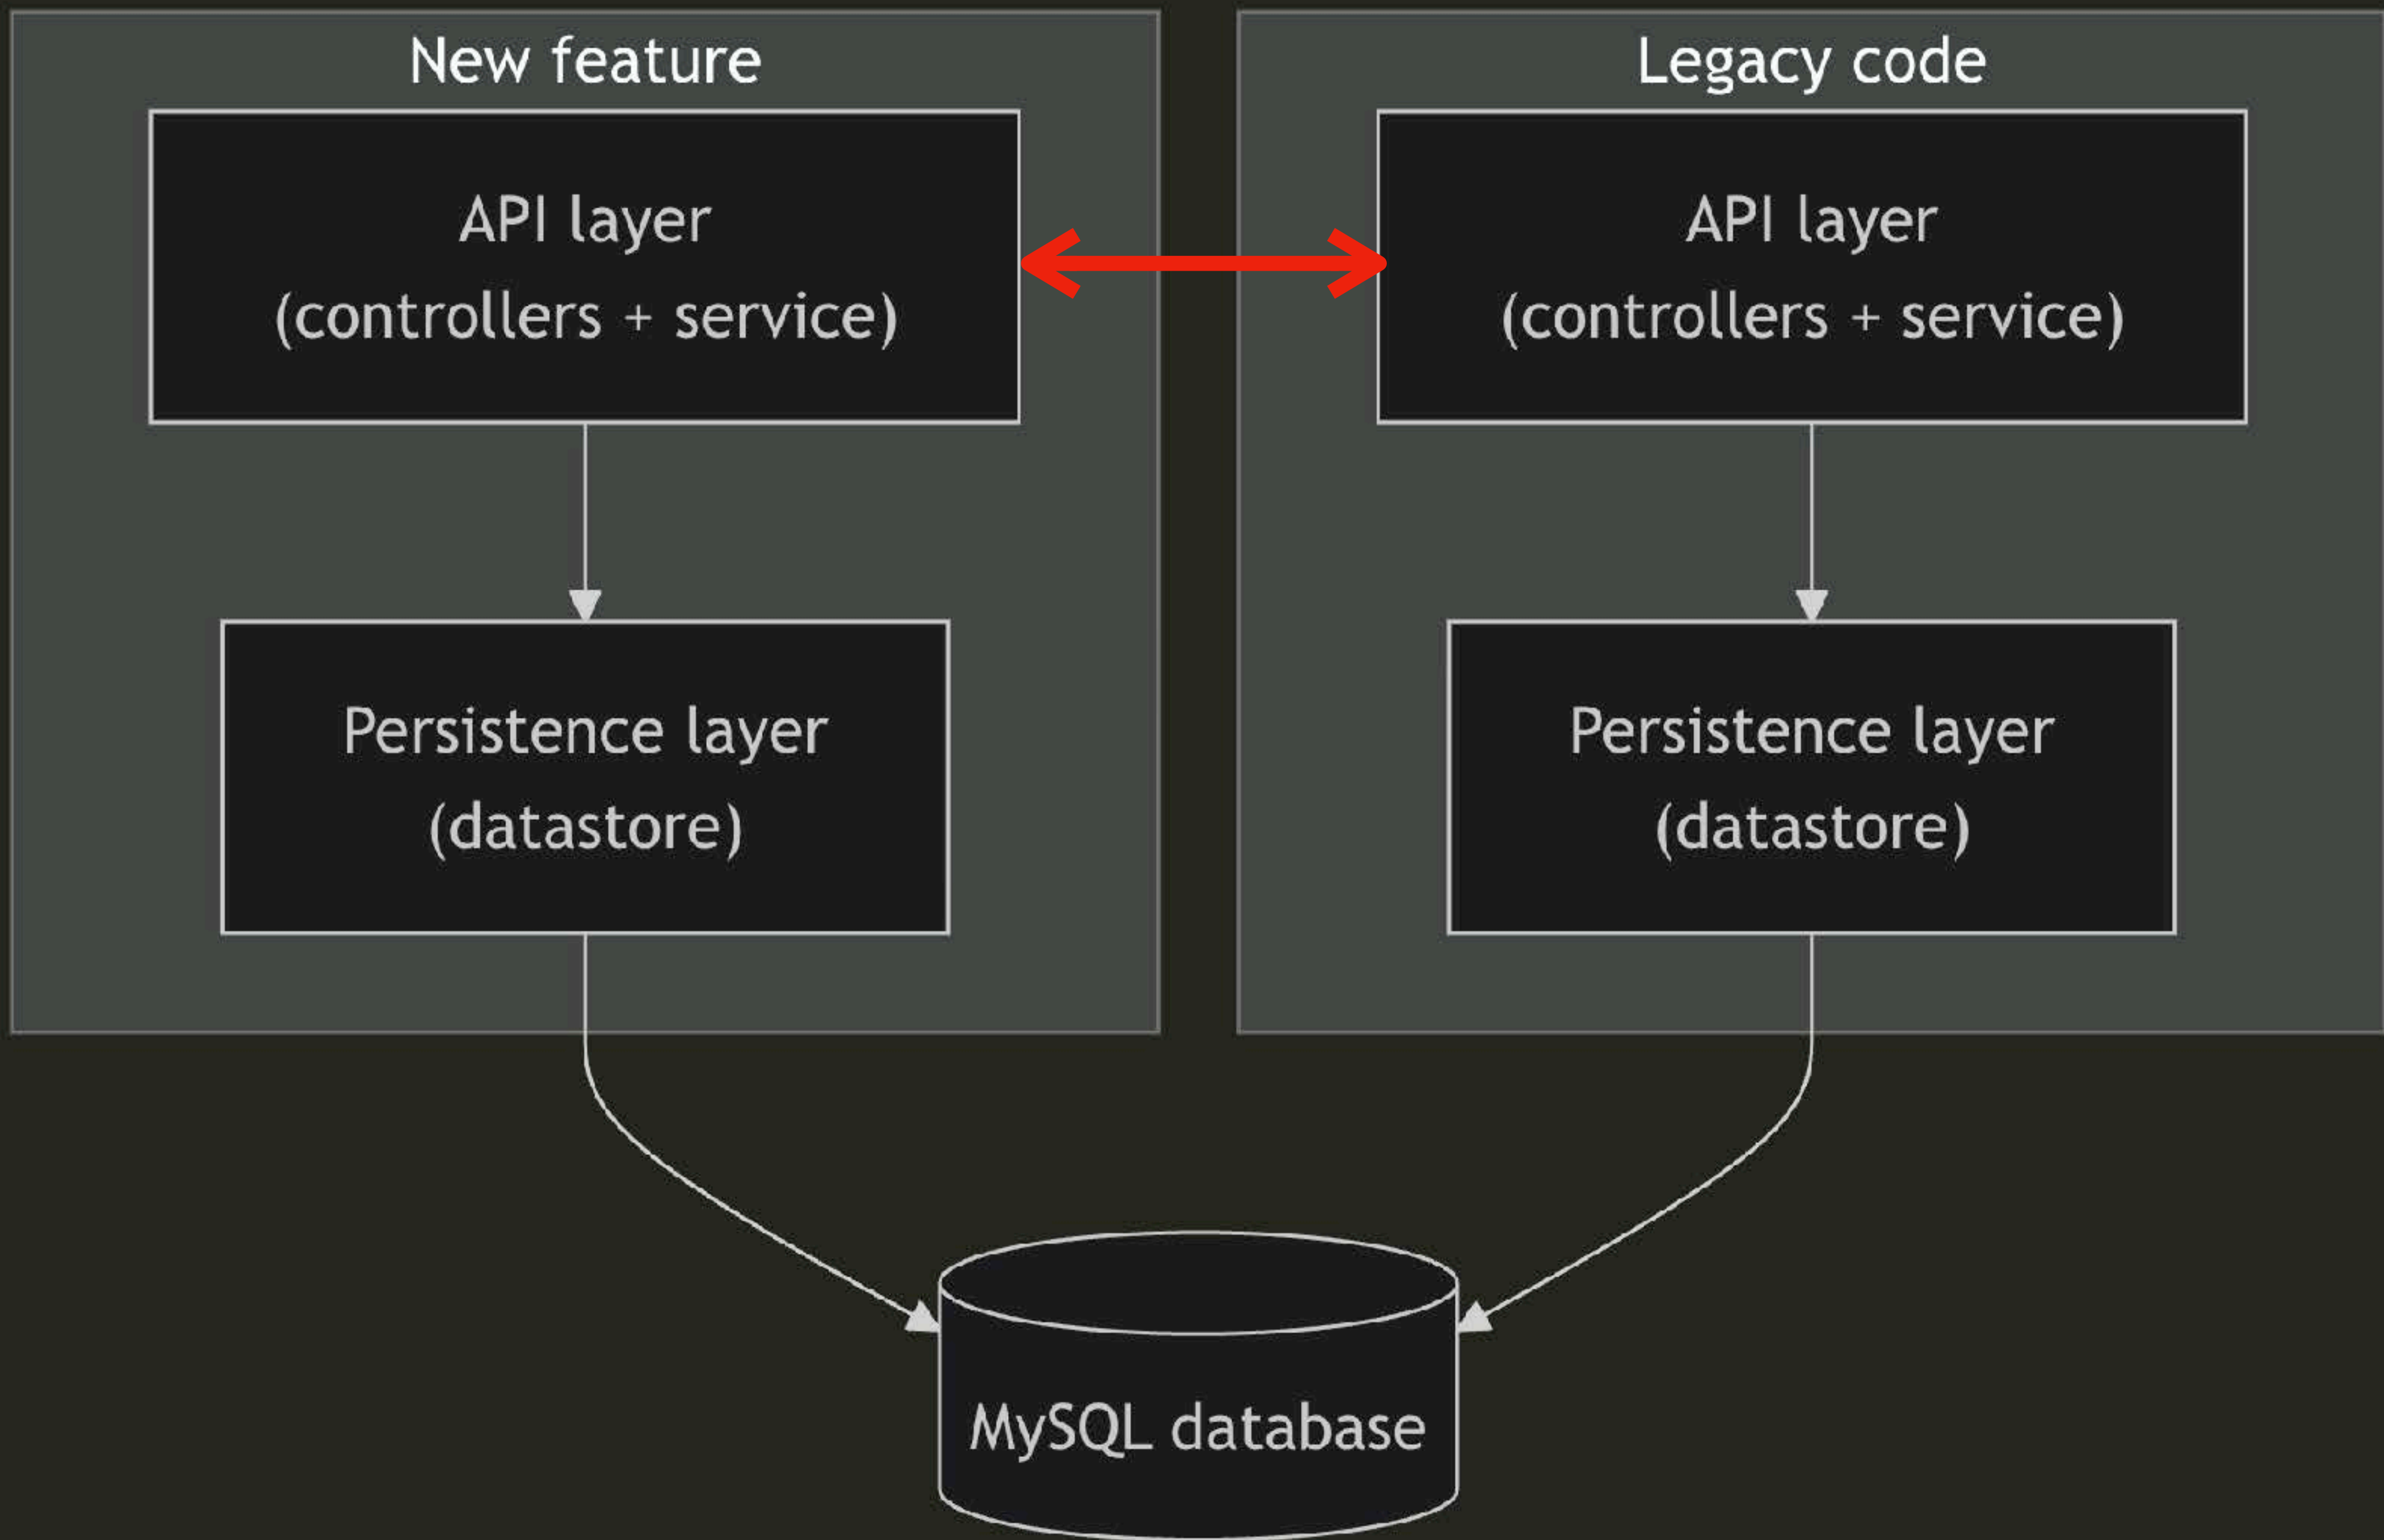 New feature
API layer
(controllers + service)
Persistence layer
(datastore)
Legacy code
API layer
(controllers + service)
Persistence layer
(datastore)
MySQL database